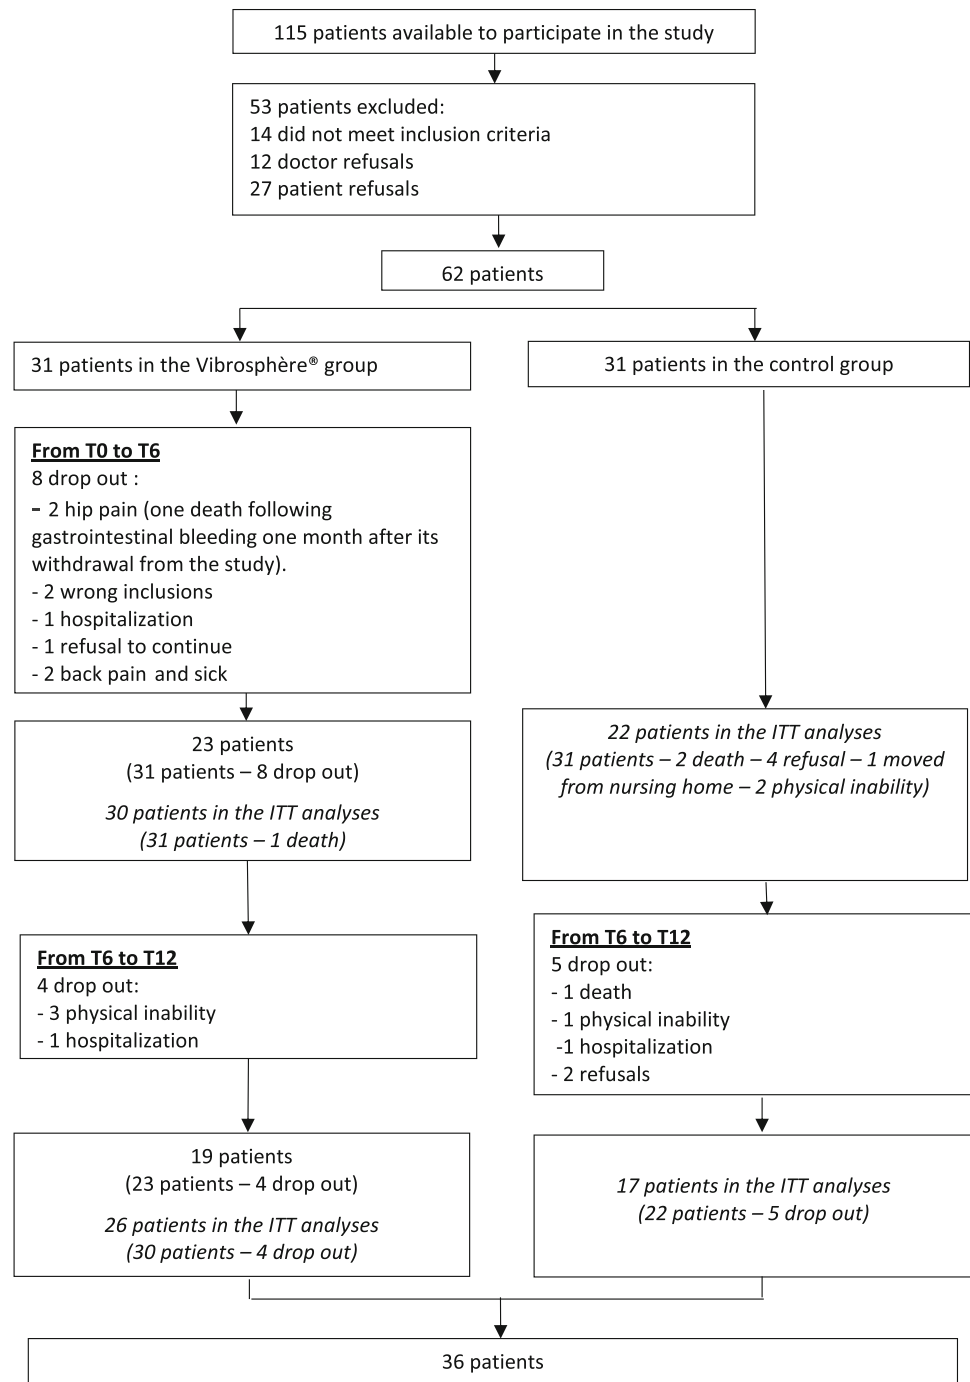 115 patients available to participate in the study
53 patients excluded:
14 did not meet inclusion criteria
12 doctor refusals
27 patient refusals
62 patients
31 patients in the Vibrosphère® group
31 patients in the control group
From T0 to T6
8 drop out :
- 2 hip pain (one death following
gastrointestinal bleeding one month after its
withdrawal from the study).
- 2 wrong inclusions
- 1 hospitalization
- 1 refusal to continue
- 2 back pain and sick
23 patients
(31 patients – 8 drop out)
30 patients in the ITT analyses
(31 patients – 1 death)
22 patients in the ITT analyses
(31 patients – 2 death – 4 refusal – 1 moved
from nursing home – 2 physical inability)
From T6 to T12
4 drop out:
- 3 physical inability
- 1 hospitalization
From T6 to T12
5 drop out:
- 1 death
- 1 physical inability
-1 hospitalization
- 2 refusals
19 patients
(23 patients – 4 drop out)
26 patients in the ITT analyses
(30 patients – 4 drop out)
17 patients in the ITT analyses
(22 patients – 5 drop out)
36 patients